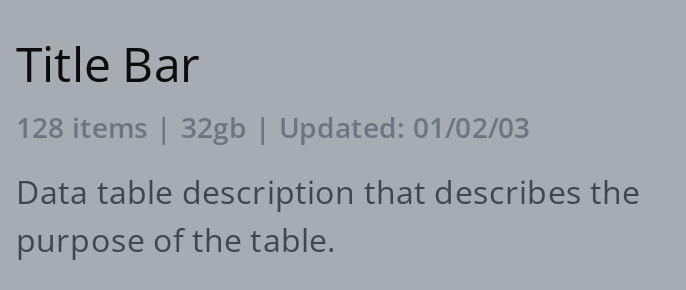 Title Bar
128 items | 32gb | Updated: 01/02/03
Data table description that describes the
purpose of the table.